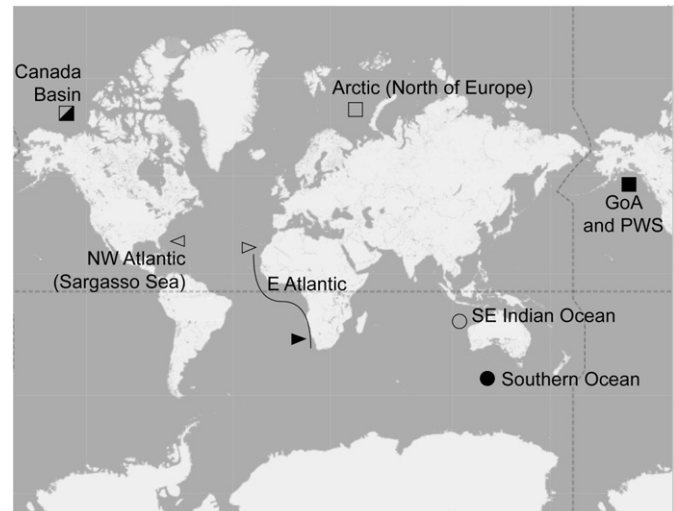 Canada
Basin
Arctic (North of Europe)
GoA
and PWS
NW Atlantic
(Sargasso Sea)
E Atlantic
SE Indian Ocean
Southern Ocean